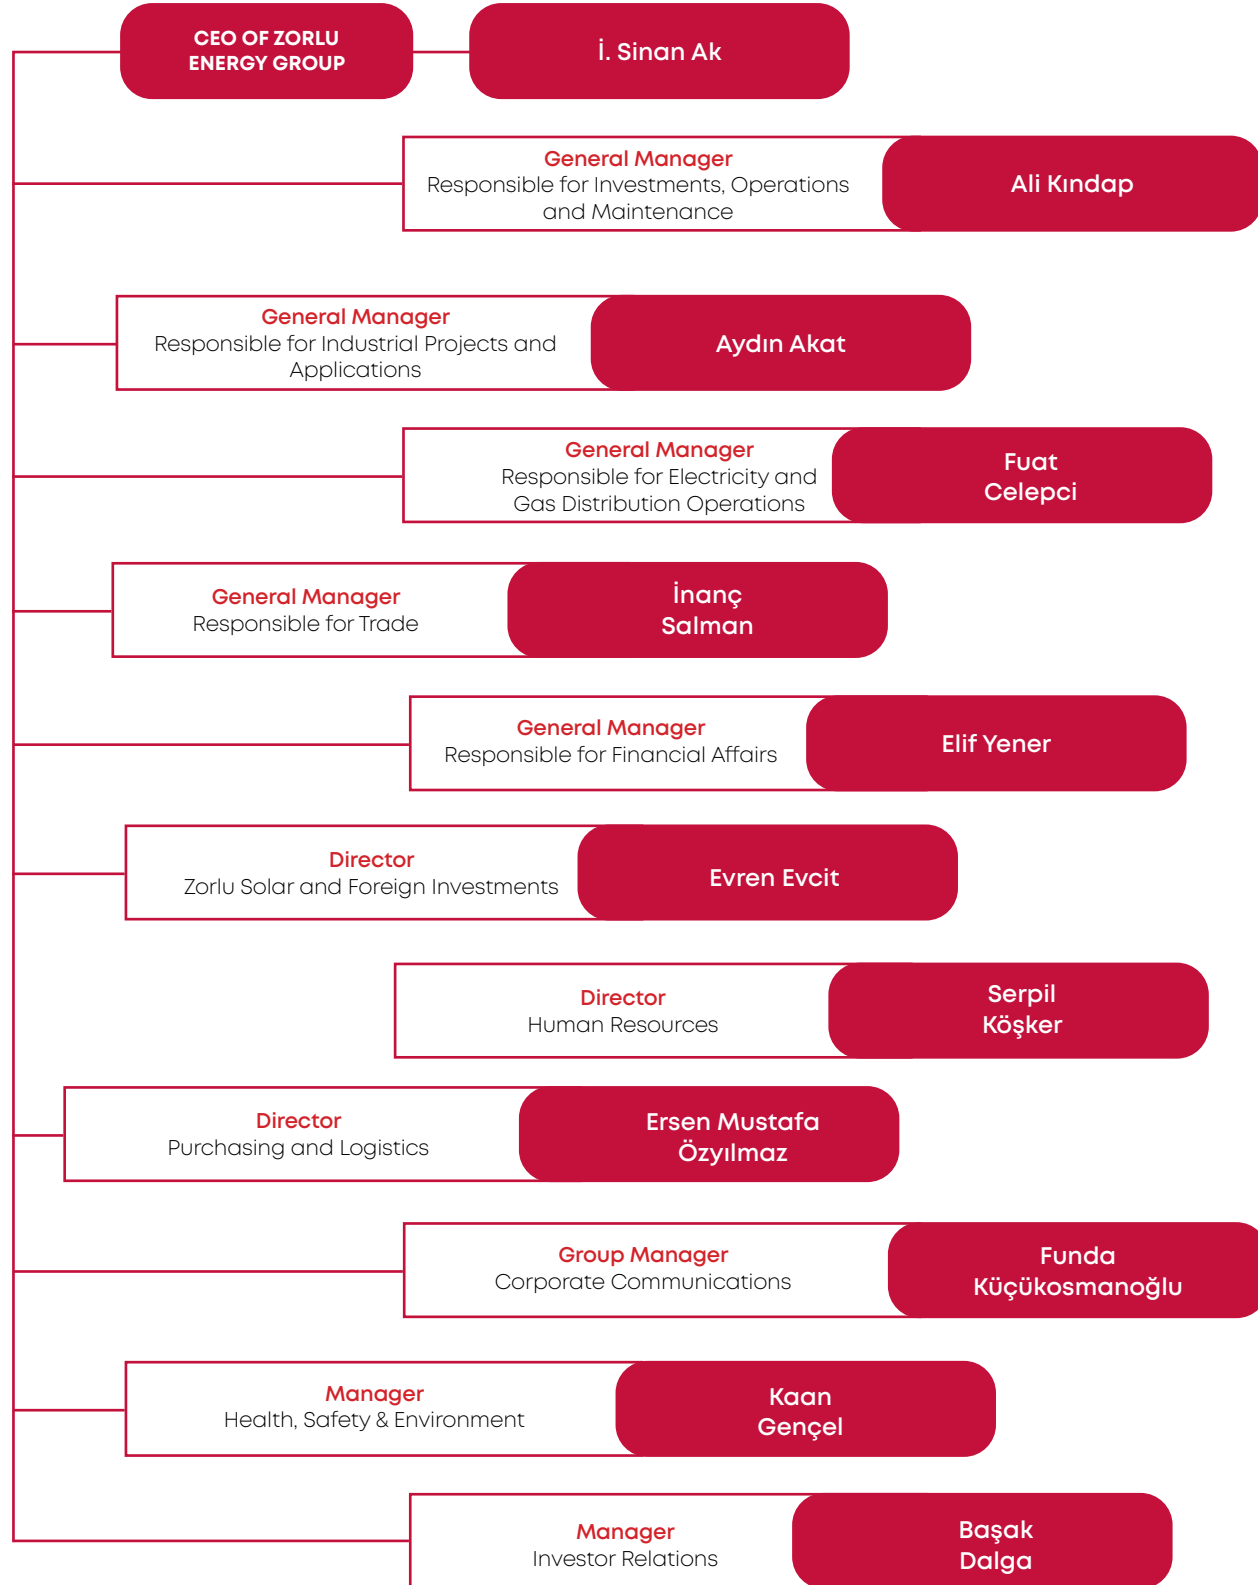 CEO OF ZORLU
ENERGY GROUP
İ. Sinan Ak
General Manager
Responsible for Investments, Operations
and Maintenance
Ali Kındap
General Manager
Responsible for Industrial Projects and
Applications
Aydın Akat
General Manager
Responsible for Electricity and
Gas Distribution Operations
Fuat
Celepci
General Manager
Responsible for Trade
İnanç
Salman
General Manager
Responsible for Financial Affairs
Elif Yener
Director
Zorlu Solar and Foreign Investments
Evren Evcit
Director
Human Resources
Serpil
Köşker
Director
Purchasing and Logistics
Ersen Mustafa
Özyılmaz
Group Manager
Corporate Communications
Funda
Küçükosmanoğlu
Manager
Health, Safety & Environment
Kaan
Gençel
Manager
Investor Relations
Başak
Dalga